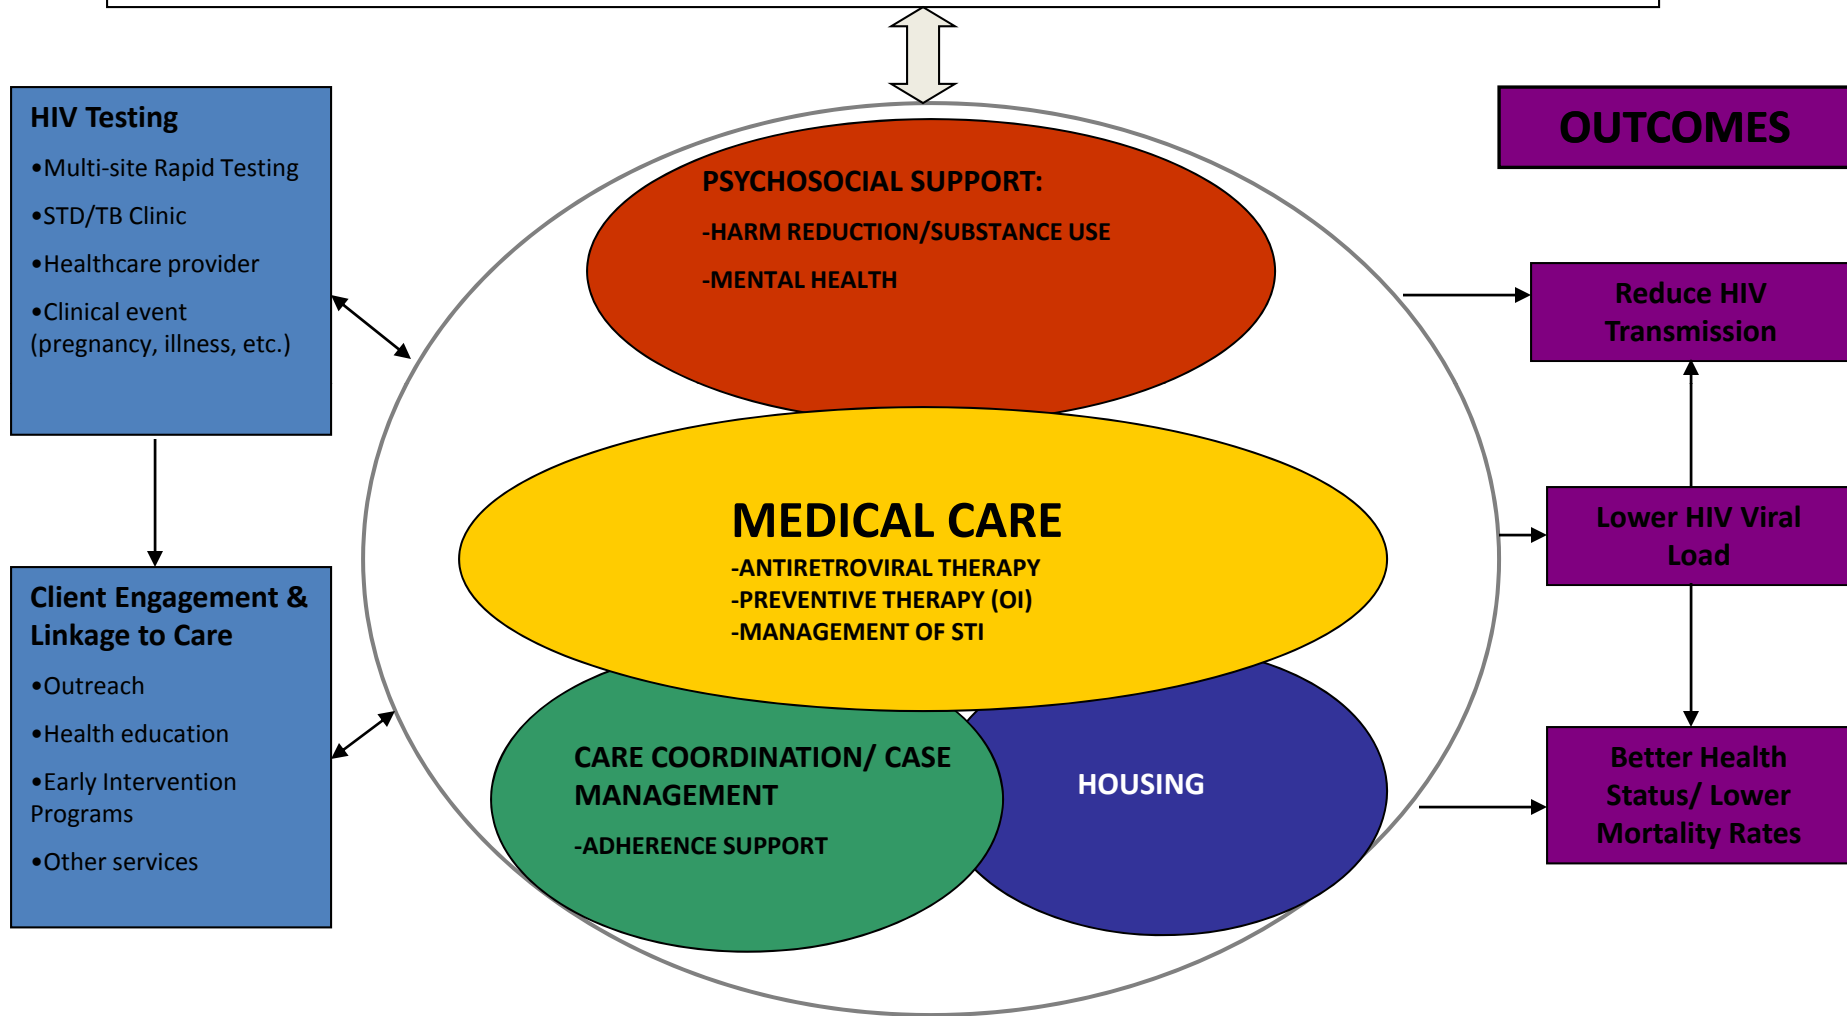 HIV Testing
•Multi-site Rapid Testing
•STD/TB Clinic
•Healthcare provider
•Clinical event
(pregnancy, illness, etc.)
Client Engagement &
Linkage to Care
•Outreach
•Health education
•Early Intervention
Programs
•Other services
PSYCHOSOCIAL SUPPORT:
-HARM REDUCTION/SUBSTANCE USE
-MENTAL HEALTH
MEDICAL CARE
-ANTIRETROVIRAL THERAPY
-PREVENTIVE THERAPY (OI)
-MANAGEMENT OF STI
CARE COORDINATION/ CASE
MANAGEMENT
-ADHERENCE SUPPORT
HOUSING
OUTCOMES
Reduce HIV
Transmission
Lower HIV Viral
Load
Better Health
Status/ Lower
Mortality Rates